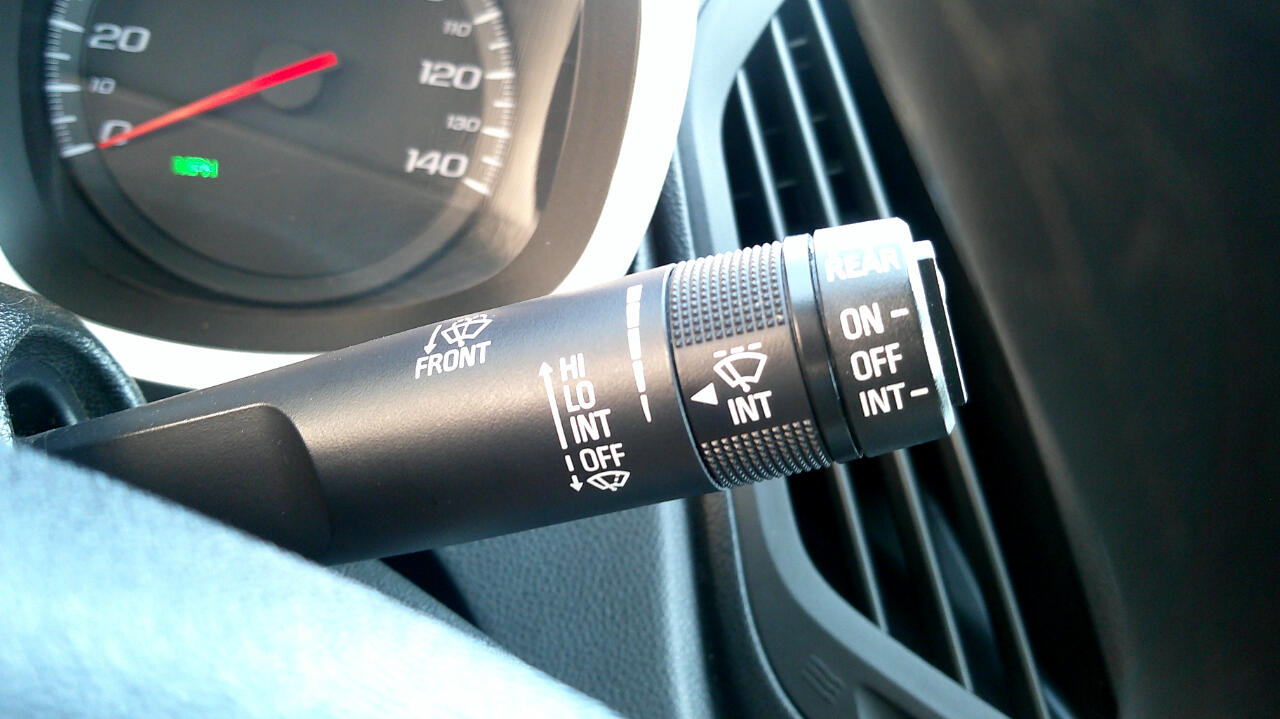 20
10
0
110
120
130
140
FRONT
HI
LO
INT
OFF
INT
REAR
ON
OFF
INT